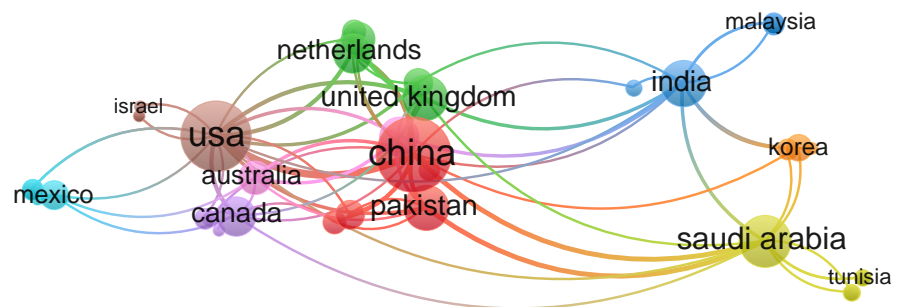 malaysia
netherlands
india
united kingdom
israel
usa
china
korea
australia
mexico
canada
pakistan
saudi arabia
tunisia